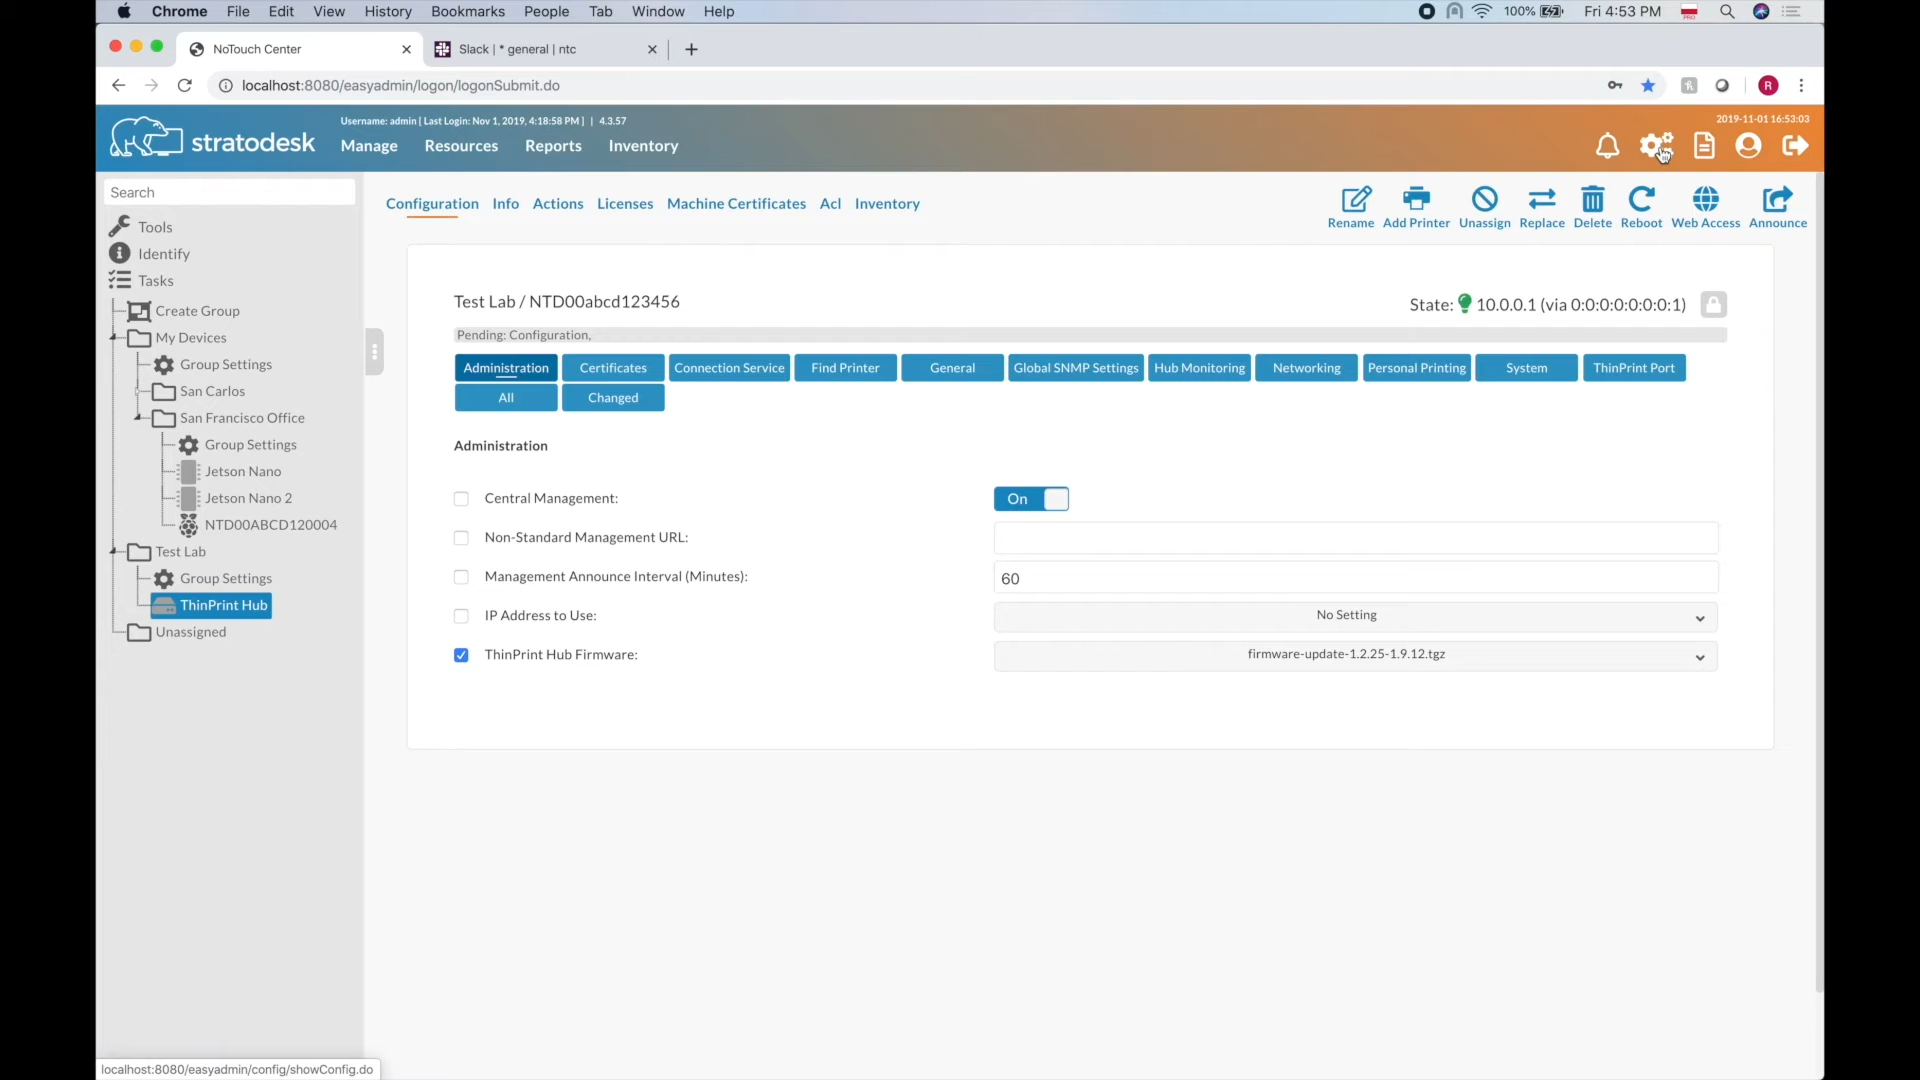 Chrome File Edit View History Bookmarks People Tab Window Help 100% Fri 4:53 PM
NoTouch Center Slack | * general | ntc
localhost:8080/easyadmin/logon/logonSubmit.do R
Username: admin | Last Login: Nov 1, 2019, 4:18:58 PM | | 4.3.57 2019-11-01 16:53:03
stratodesk Manage Resources Reports Inventory
Search
Tools
Identify
Tasks
Create Group
My Devices
Group Settings
San Carlos
San Francisco Office
Group Settings
Jetson Nano
Jetson Nano 2
NTD00ABCD120004
Test Lab
Group Settings
ThinPrint Hub
Unassigned
Configuration Info Actions Licenses Machine Certificates Acl Inventory
Rename Add Printer Unassign Replace Delete Reboot Web Access Announce
Test Lab / NTD00abcd123456 State: 10.0.0.1 (via 0:0:0:0:0:0:0:1)
Pending: Configuration,
Administration Certificates Connection Service Find Printer General Global SNMP Settings Hub Monitoring Networking Personal Printing System ThinPrint Port
All Changed
Administration
Central Management: On
Non-Standard Management URL:
Management Announce Interval (Minutes): 60
IP Address to Use: No Setting
ThinPrint Hub Firmware: firmware-update-1.2.25-1.9.12.tgz
localhost:8080/easyadmin/config/showConfig.do